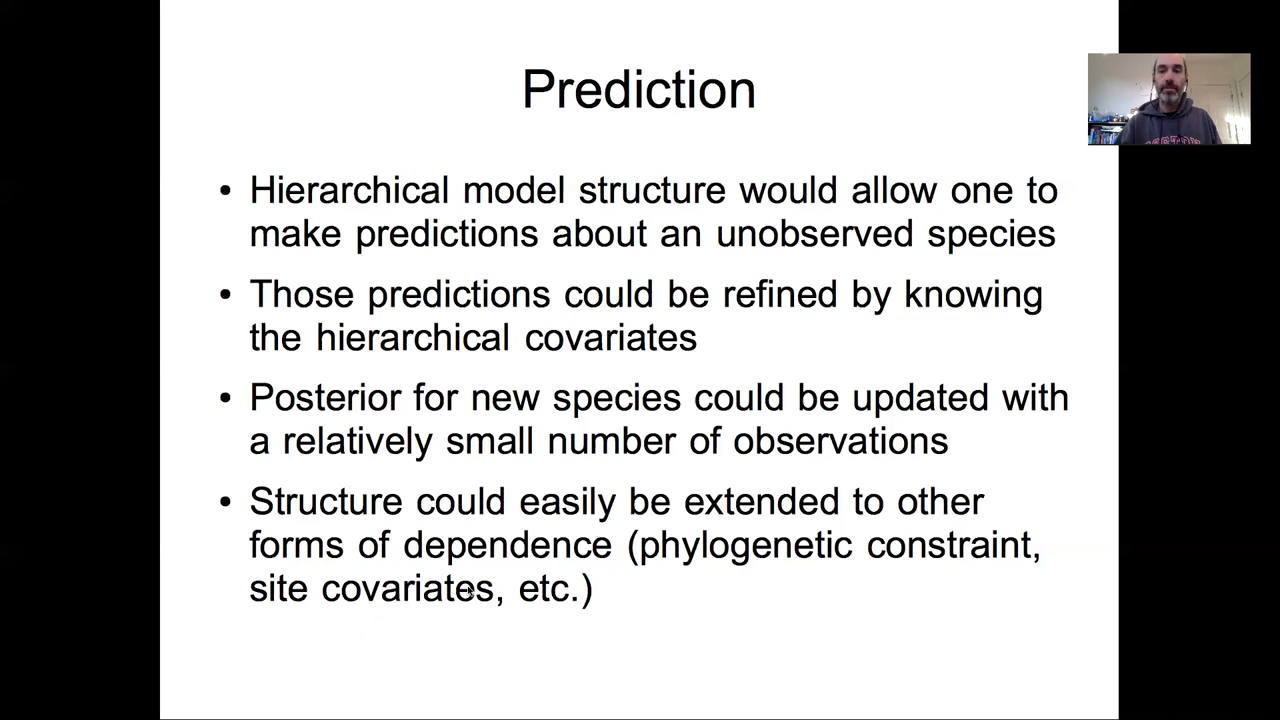 Prediction
• Hierarchical model structure would allow one to
make predictions about an unobserved species
• Those predictions could be refined by knowing
the hierarchical covariates
• Posterior for new species could be updated with
a relatively small number of observations
• Structure could easily be extended to other
forms of dependence (phylogenetic constraint,
site covariates, etc.)